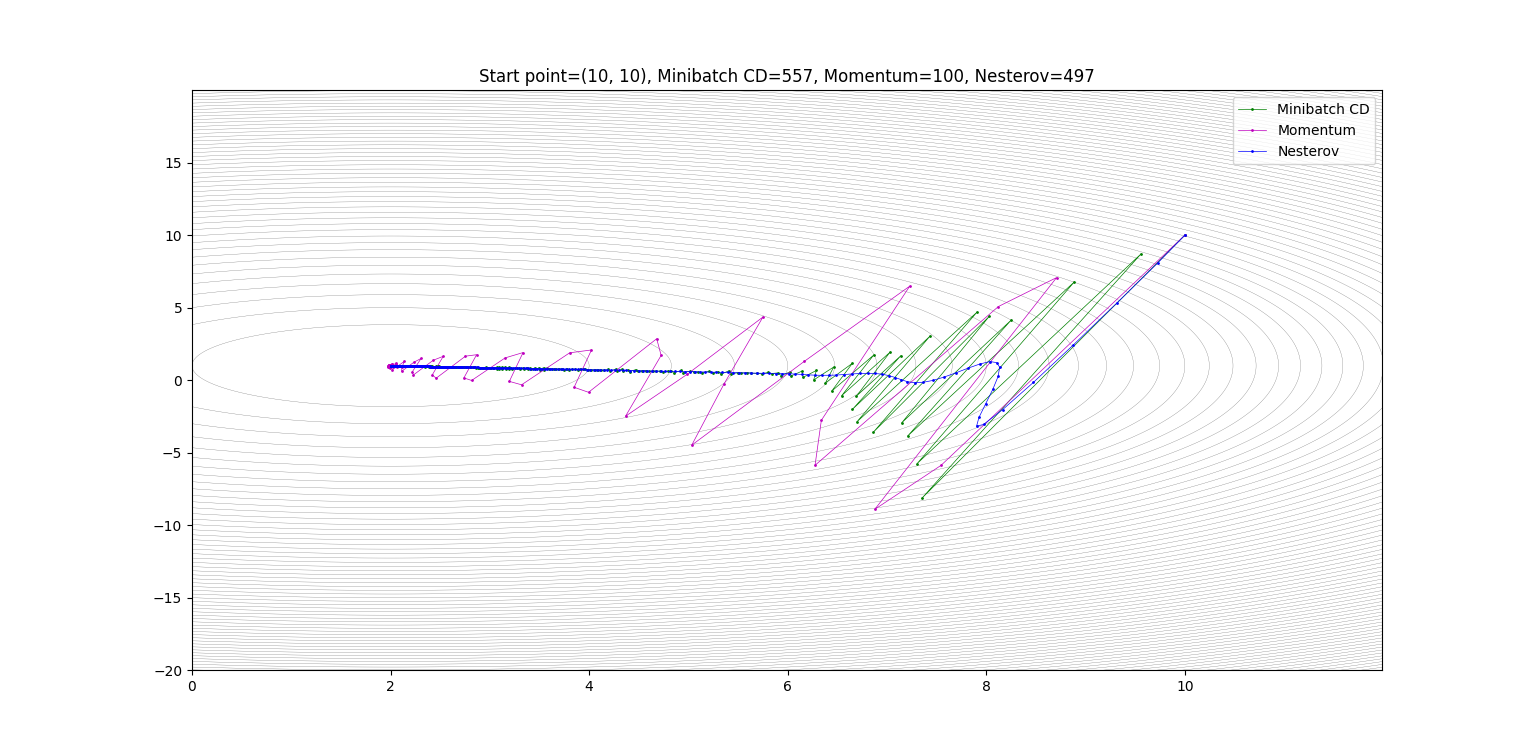 Start point=(10, 10), Minibatch CD=557, Momentum=100, Nesterov=497
Minibatch CD
Momentum
Nesterov
15
10
5
0
−5
−10
−15
−20
0 2 4 6 8 10